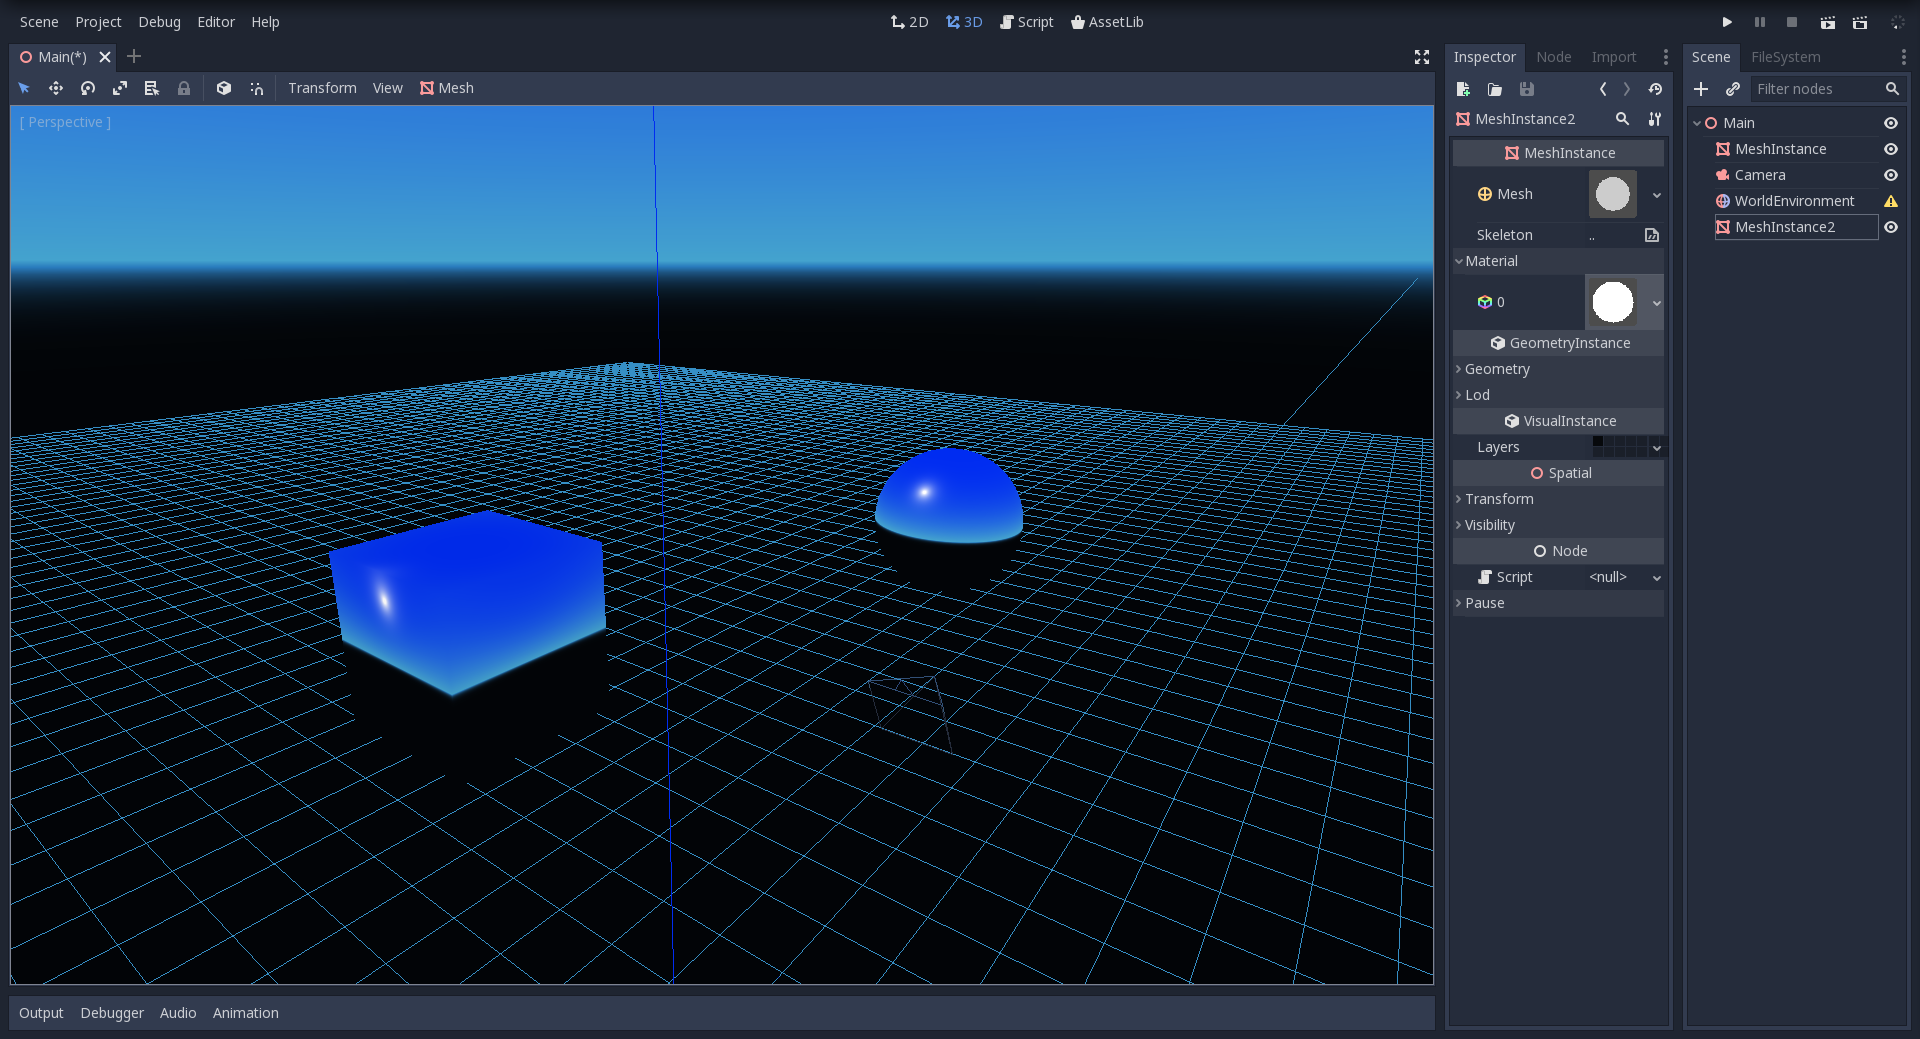 Scene Project Debug Editor Help 2D 3D Script AssetLib
Main(*)
Transform View Mesh
[ Perspective ]
Output Debugger Audio Animation
Inspector Node Import
MeshInstance2
MeshInstance
Mesh
Skeleton ..
Material
0
GeometryInstance
Geometry
Lod
VisualInstance
Layers
Spatial
Transform
Visibility
Node
Script <null>
Pause
Scene FileSystem
Filter nodes
Main
MeshInstance
Camera
WorldEnvironment
MeshInstance2